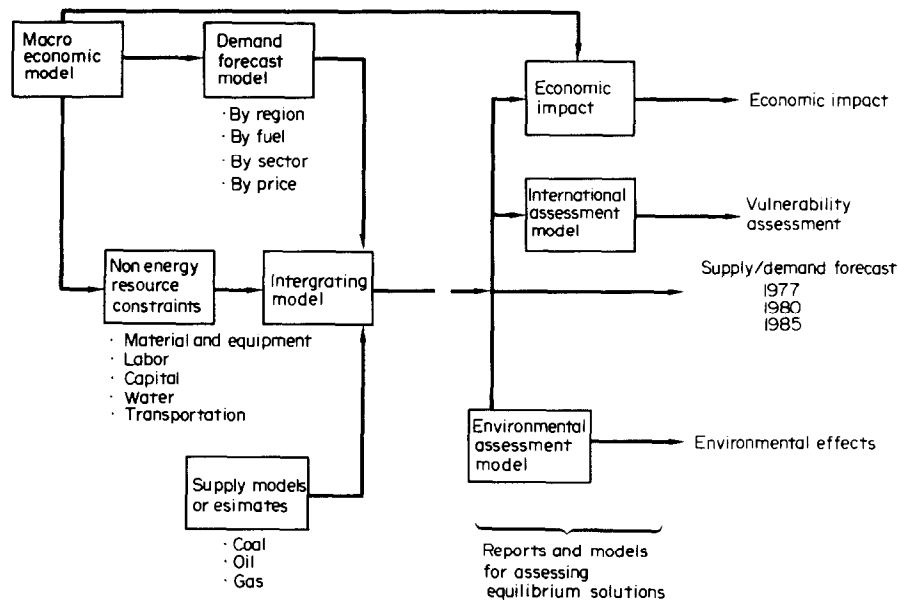 Macro
economic
model
Demand
forecast
model
· By region
· By fuel
· By sector
· By price
Economic
impact
Economic impact
International
assessment
model
Vulnerability
assessment
Supply/demand forecast
1977
1980
1985
Non energy
resource
constraints
Intergrating
model
· Material and equipment
· Labor
· Capital
· Water
· Transportation
Environmental
assessment
model
Environmental effects
Supply models
or esimates
· Coal
· Oil
· Gas
Reports and models
for assessing
equilibrium solutions